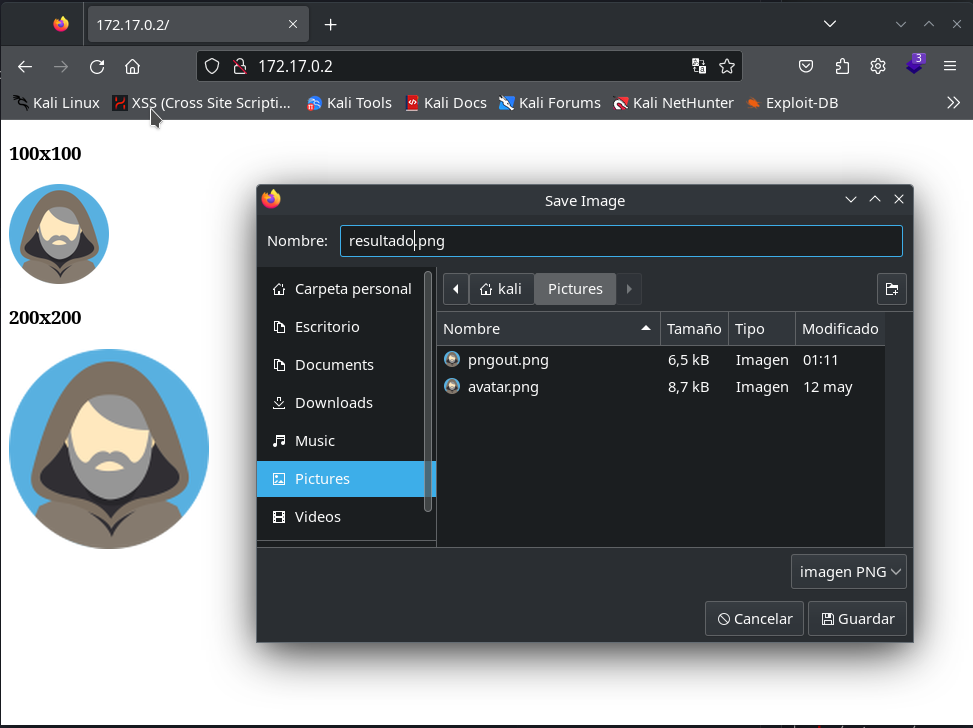 172.17.0.2/
172.17.0.2
3
Kali Linux XSS (Cross Site Scripti… Kali Tools Kali Docs Kali Forums Kali NetHunter Exploit-DB
100x100
200x200
Save Image
Nombre: resultado.png
Carpeta personal
Escritorio
Documents
Downloads
Music
Pictures
Videos
kali Pictures
Nombre Tamaño Tipo Modificado
pngout.png 6,5 kB Imagen 01:11
avatar.png 8,7 kB Imagen 12 may
imagen PNG
Cancelar Guardar